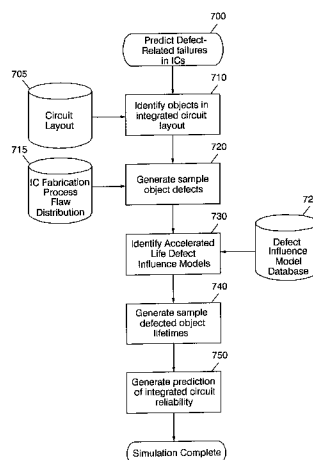 700
Predict Defect-
Related failures
in ICs
705
710
Circuit
Layout
Identify objects in
integrated circuit
layout
715
720
IC Fabrication
Process
Flaw
Distribution
Generate sample
object defects
730
Identify Accelerated
Life Defect
Influence Models
72
Defect
Influence
Model
Database
740
Generate sample
defected object
lifetimes
750
Generate prediction
of integrated circuit
reliability
Simulation Complete